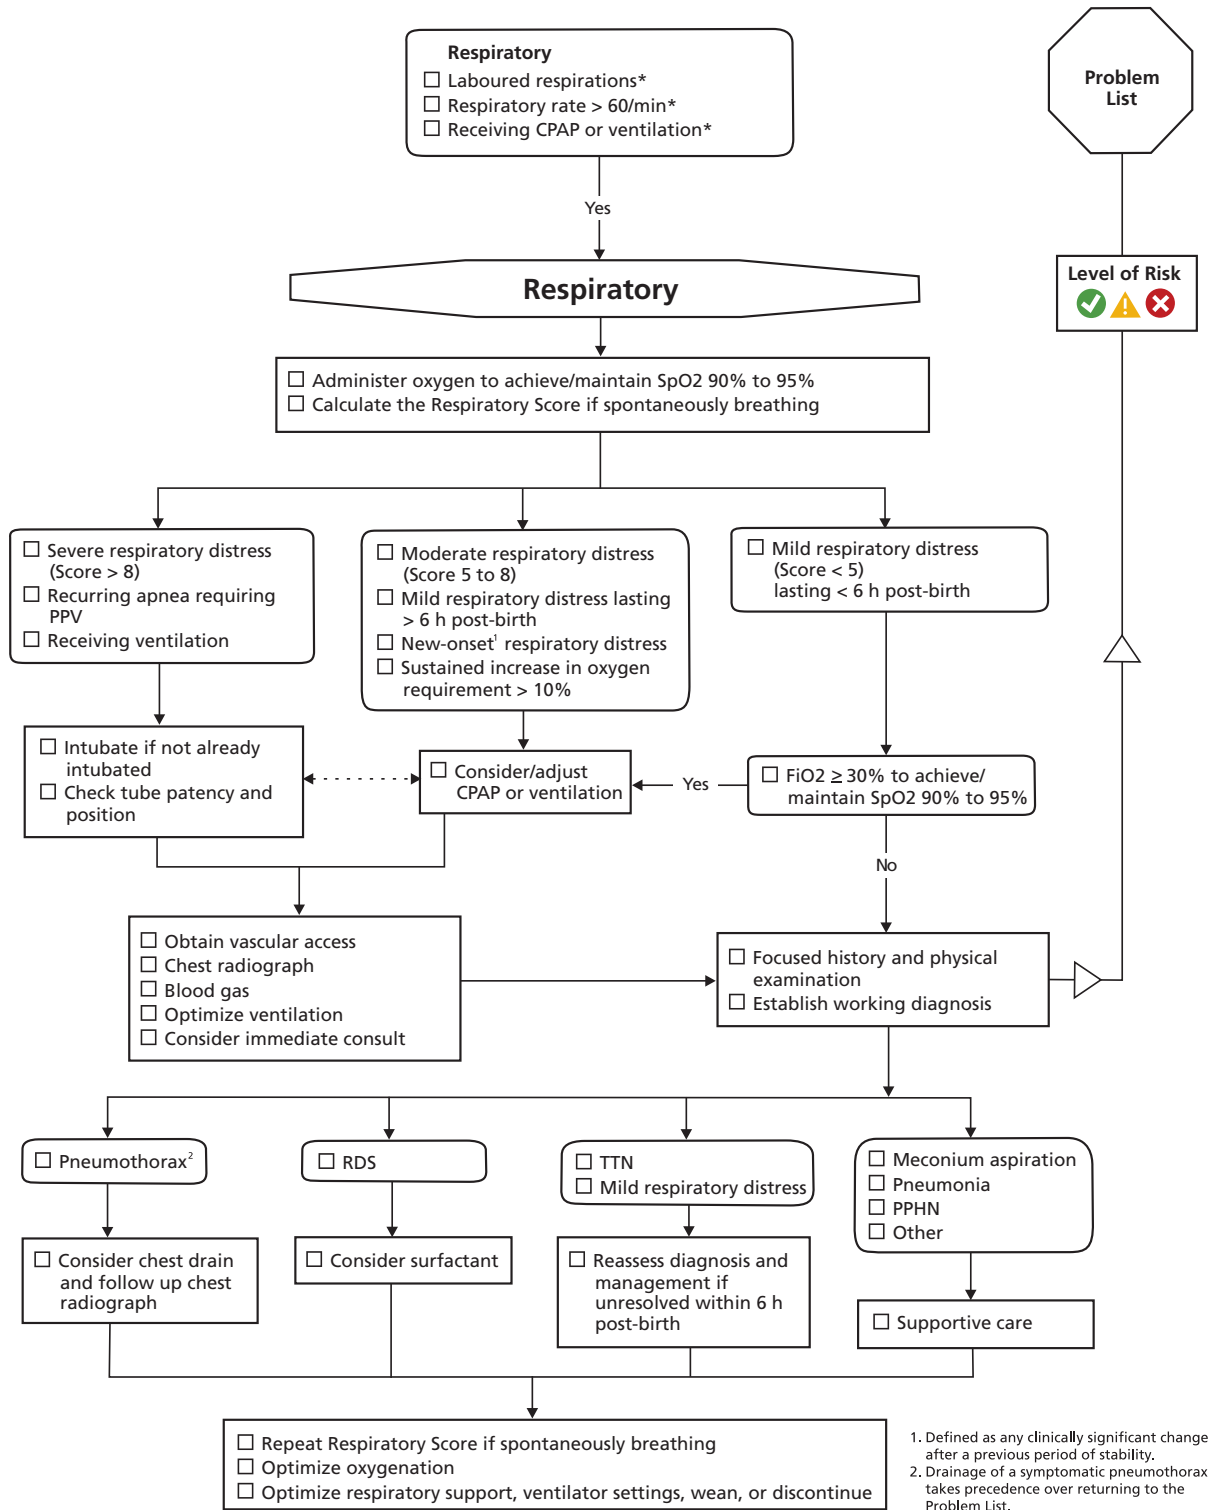 Respiratory
Laboured respirations*
Respiratory rate > 60/min*
Receiving CPAP or ventilation*
Problem
List
Yes
Level of Risk
Respiratory
Administer oxygen to achieve/maintain SpO2 90% to 95%
Calculate the Respiratory Score if spontaneously breathing
Severe respiratory distress
(Score > 8)
Recurring apnea requiring
PPV
Receiving ventilation
Moderate respiratory distress
(Score 5 to 8)
Mild respiratory distress lasting
> 6 h post-birth
New-onset¹ respiratory distress
Sustained increase in oxygen
requirement > 10%
Mild respiratory distress
(Score < 5)
lasting < 6 h post-birth
Intubate if not already
intubated
Check tube patency and
position
Consider/adjust
CPAP or ventilation
Yes
FiO2 ≥ 30% to achieve/
maintain SpO2 90% to 95%
No
Obtain vascular access
Chest radiograph
Blood gas
Optimize ventilation
Consider immediate consult
Focused history and physical
examination
Establish working diagnosis
Pneumothorax²
RDS
TTN
Mild respiratory distress
Meconium aspiration
Pneumonia
PPHN
Other
Consider chest drain
and follow up chest
radiograph
Consider surfactant
Reassess diagnosis and
management if
unresolved within 6 h
post-birth
Supportive care
Repeat Respiratory Score if spontaneously breathing
Optimize oxygenation
Optimize respiratory support, ventilator settings, wean, or discontinue
1. Defined as any clinically significant change
after a previous period of stability.
2. Drainage of a symptomatic pneumothorax
takes precedence over returning to the
Problem List.